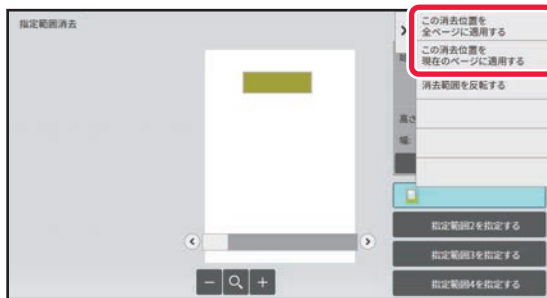 指定範囲消去
この消去位置を
全ページに適用する
この消去位置を
現在のページに適用する
消去範囲を反転する
高さ
幅:
指定範囲2を指定する
指定範囲3を指定する
指定範囲4を指定する